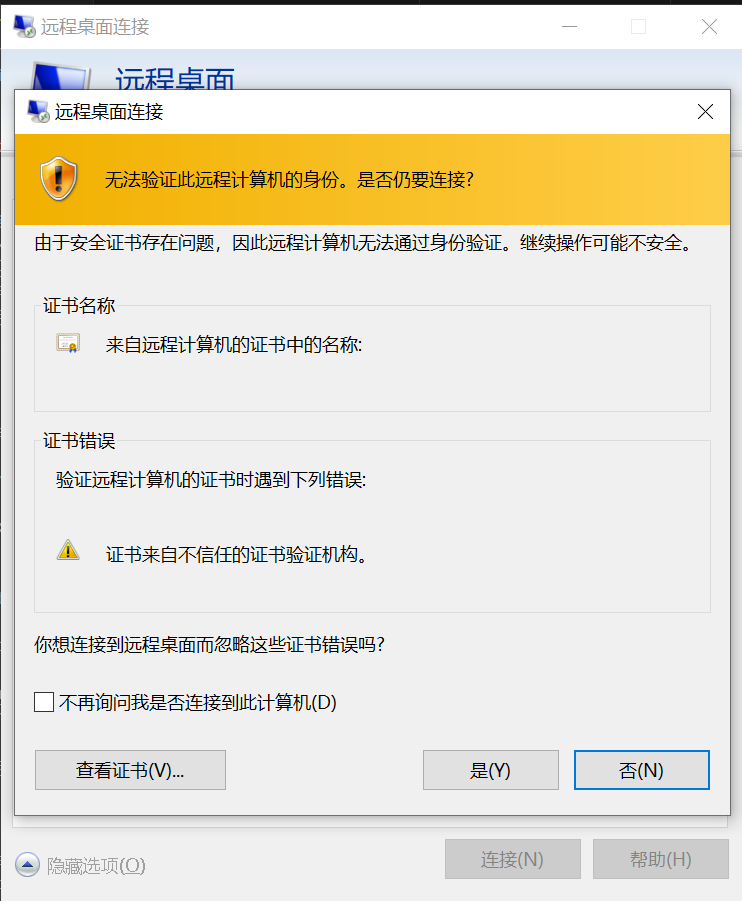 远程桌面连接
远程桌面
远程桌面连接
无法验证此远程计算机的身份。是否仍要连接?
由于安全证书存在问题，因此远程计算机无法通过身份验证。继续操作可能不安全。
证书名称
来自远程计算机的证书中的名称:
证书错误
验证远程计算机的证书时遇到下列错误:
证书来自不信任的证书验证机构。
你想连接到远程桌面而忽略这些证书错误吗?
不再询问我是否连接到此计算机(D)
查看证书(V)... 是(Y) 否(N)
隐藏选项(O) 连接(N) 帮助(H)